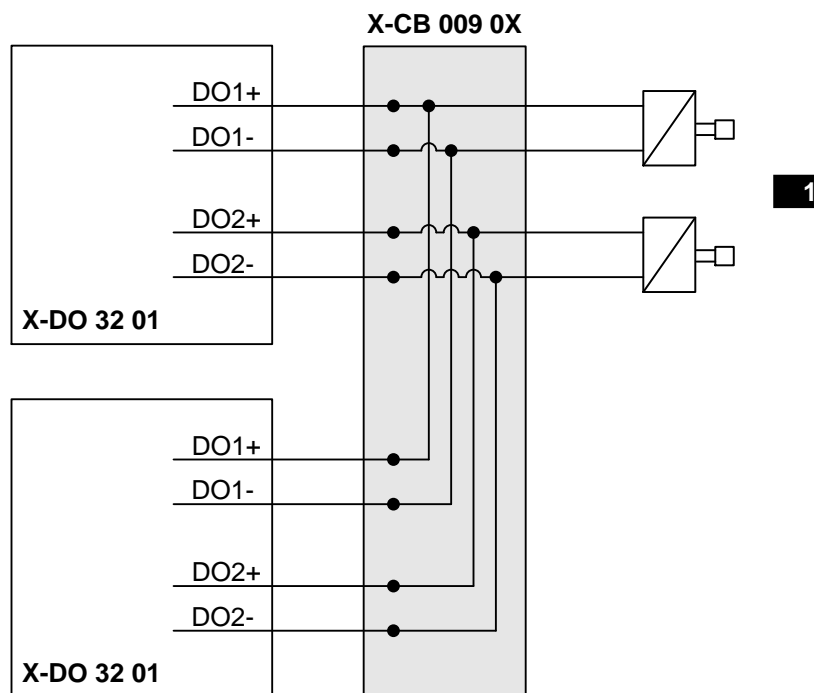 X-CB 009 0X
DO1+
DO1-
1
DO2+
DO2-
X-DO 32 01
DO1+
DO1-
DO2+
DO2-
X-DO 32 01